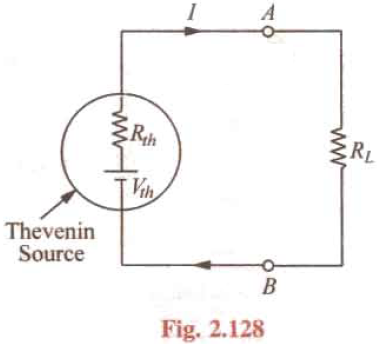 I
A
R_th
R_L
V_th
Thevenin
Source
B
Fig. 2.128